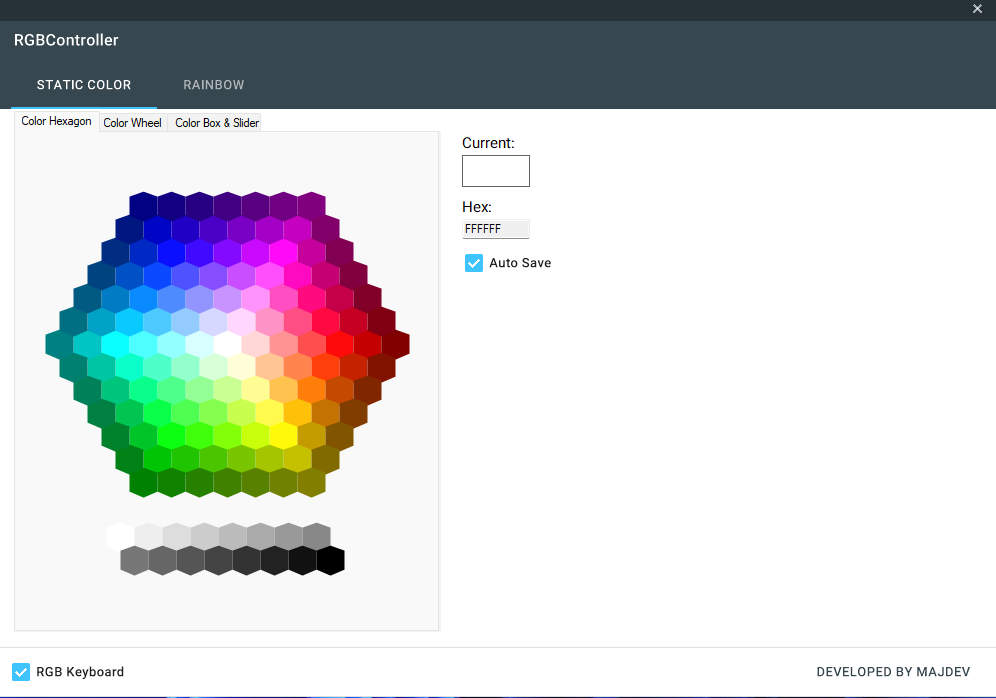 RGBController
STATIC COLOR RAINBOW
Color Hexagon Color Wheel Color Box & Slider
Current:
Hex:
FFFFFF
Auto Save
RGB Keyboard DEVELOPED BY MAJDEV